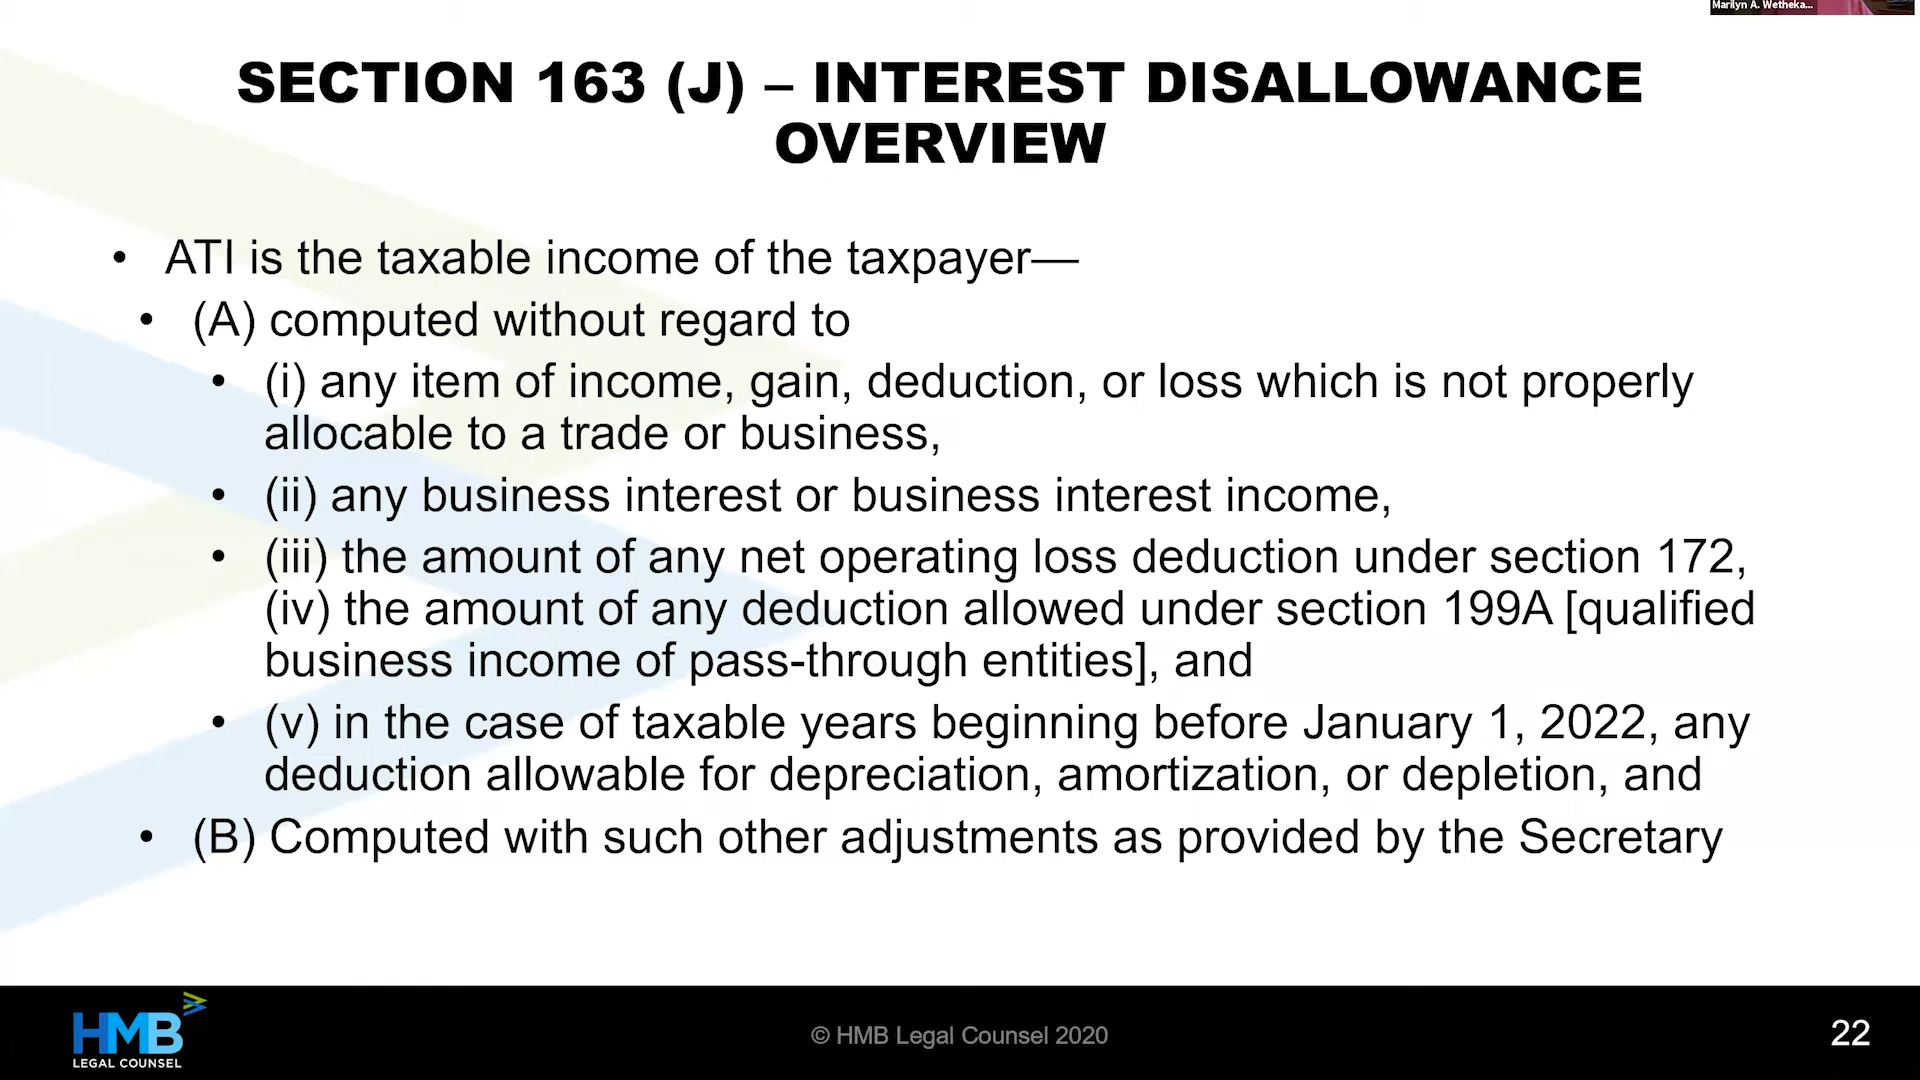 Marilyn A. Wetheka...
SECTION 163 (J) – INTEREST DISALLOWANCE
OVERVIEW
• ATI is the taxable income of the taxpayer—
• (A) computed without regard to
• (i) any item of income, gain, deduction, or loss which is not properly
allocable to a trade or business,
• (ii) any business interest or business interest income,
• (iii) the amount of any net operating loss deduction under section 172,
(iv) the amount of any deduction allowed under section 199A [qualified
business income of pass-through entities], and
• (v) in the case of taxable years beginning before January 1, 2022, any
deduction allowable for depreciation, amortization, or depletion, and
• (B) Computed with such other adjustments as provided by the Secretary
HMB
LEGAL COUNSEL
© HMB Legal Counsel 2020
22